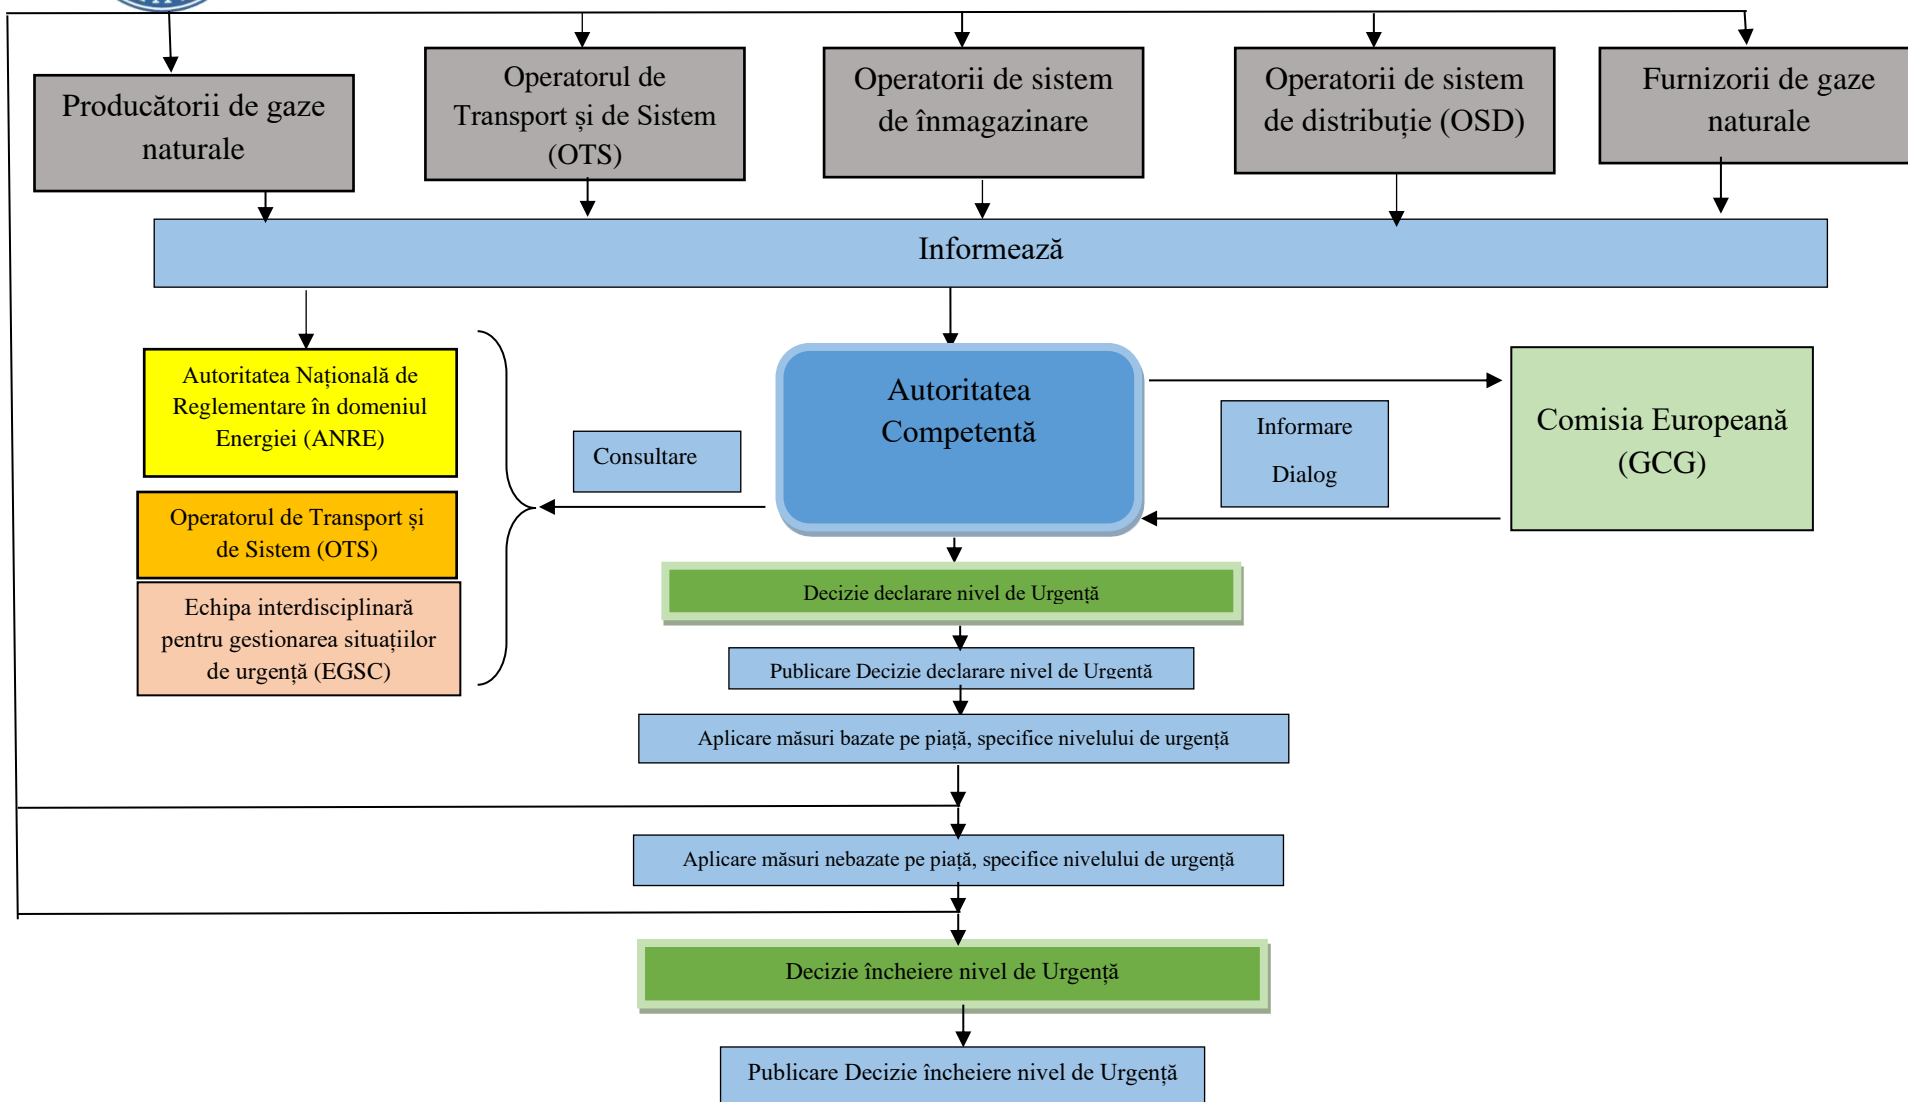 Producătorii de gaze
naturale
Operatorul de
Transport și de Sistem
(OTS)
Operatorii de sistem
de înmagazinare
Operatorii de sistem
de distribuție (OSD)
Furnizorii de gaze
naturale
Informează
Autoritatea Națională de
Reglementare în domeniul
Energiei (ANRE)
Operatorul de Transport și
de Sistem (OTS)
Echipa interdisciplinară
pentru gestionarea situațiilor
de urgență (EGSC)
Consultare
Autoritatea
Competentă
Informare
Dialog
Comisia Europeană
(GCG)
Decizie declarare nivel de Urgență
Publicare Decizie declarare nivel de Urgență
Aplicare măsuri bazate pe piață, specifice nivelului de urgență
Aplicare măsuri nebazate pe piață, specifice nivelului de urgență
Decizie încheiere nivel de Urgență
Publicare Decizie încheiere nivel de Urgență